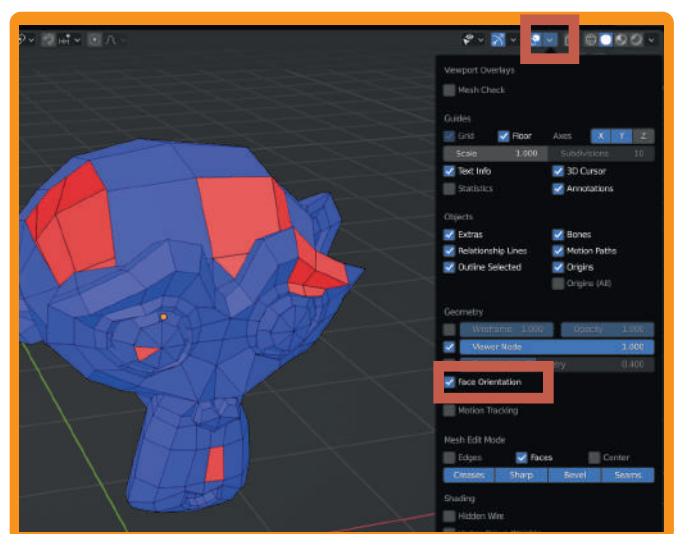 Viewport Overlays
Mesh Check
Guides
Grid Floor Axes X Y Z
Scale 1.000 Subdivisions 10
Text Info 3D Cursor
Statistics Annotations
Objects
Extras Bones
Relationship Lines Motion Paths
Outline Selected Origins
Origins (All)
Geometry
Wireframe 1.000 Opacity 1.000
Viewer Node 1.000
0.400
Face Orientation
Motion Tracking
Mesh Edit Mode
Edges Faces Center
Creases Sharp Bevel Seams
Shading
Hidden Wire